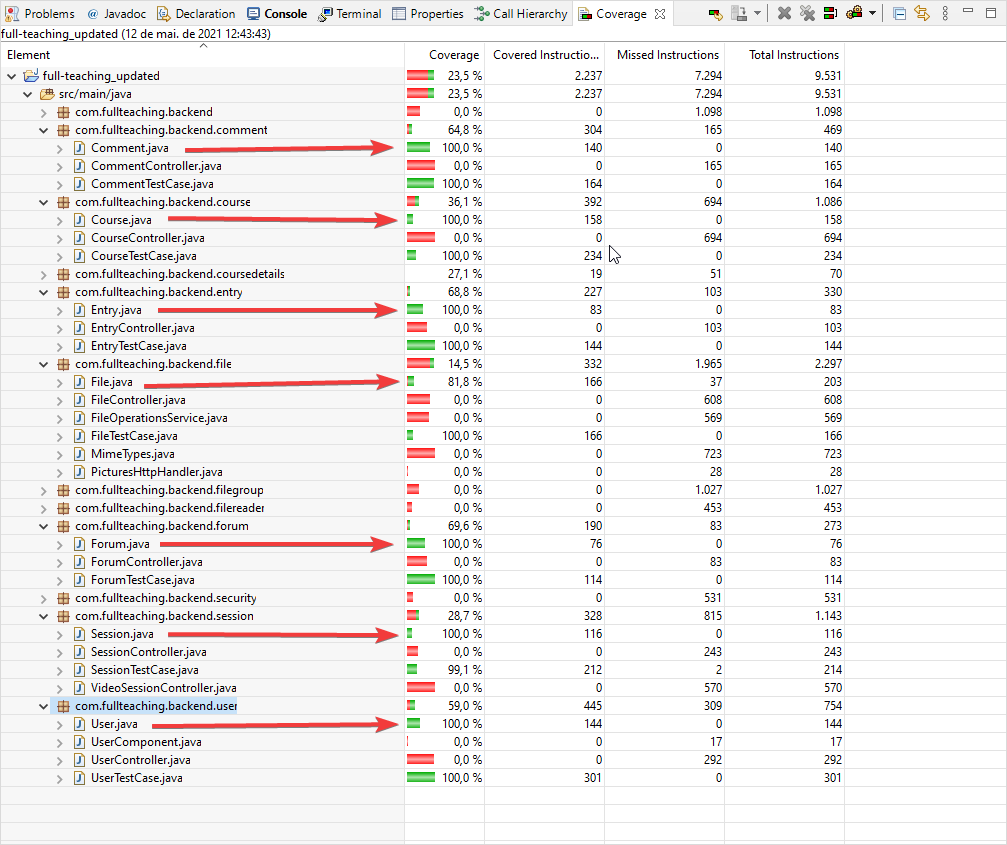 Problems @ Javadoc Declaration Console Terminal Properties Call Hierarchy Coverage
full-teaching_updated (12 de mai. de 2021 12:43:43)
Element Coverage Covered Instructio... Missed Instructions Total Instructions
full-teaching_updated 23,5 % 2.237 7.294 9.531
src/main/java 23,5 % 2.237 7.294 9.531
com.fullteaching.backend 0,0 % 0 1.098 1.098
com.fullteaching.backend.comment 64,8 % 304 165 469
Comment.java 100,0 % 140 0 140
CommentController.java 0,0 % 0 165 165
CommentTestCase.java 100,0 % 164 0 164
com.fullteaching.backend.course 36,1 % 392 694 1.086
Course.java 100,0 % 158 0 158
CourseController.java 0,0 % 0 694 694
CourseTestCase.java 100,0 % 234 0 234
com.fullteaching.backend.coursedetails 27,1 % 19 51 70
com.fullteaching.backend.entry 68,8 % 227 103 330
Entry.java 100,0 % 83 0 83
EntryController.java 0,0 % 0 103 103
EntryTestCase.java 100,0 % 144 0 144
com.fullteaching.backend.file 14,5 % 332 1.965 2.297
File.java 81,8 % 166 37 203
FileController.java 0,0 % 0 608 608
FileOperationsService.java 0,0 % 0 569 569
FileTestCase.java 100,0 % 166 0 166
MimeTypes.java 0,0 % 0 723 723
PicturesHttpHandler.java 0,0 % 0 28 28
com.fullteaching.backend.filegroup 0,0 % 0 1.027 1.027
com.fullteaching.backend.filereader 0,0 % 0 453 453
com.fullteaching.backend.forum 69,6 % 190 83 273
Forum.java 100,0 % 76 0 76
ForumController.java 0,0 % 0 83 83
ForumTestCase.java 100,0 % 114 0 114
com.fullteaching.backend.security 0,0 % 0 531 531
com.fullteaching.backend.session 28,7 % 328 815 1.143
Session.java 100,0 % 116 0 116
SessionController.java 0,0 % 0 243 243
SessionTestCase.java 99,1 % 212 2 214
VideoSessionController.java 0,0 % 0 570 570
com.fullteaching.backend.user 59,0 % 445 309 754
User.java 100,0 % 144 0 144
UserComponent.java 0,0 % 0 17 17
UserController.java 0,0 % 0 292 292
UserTestCase.java 100,0 % 301 0 301